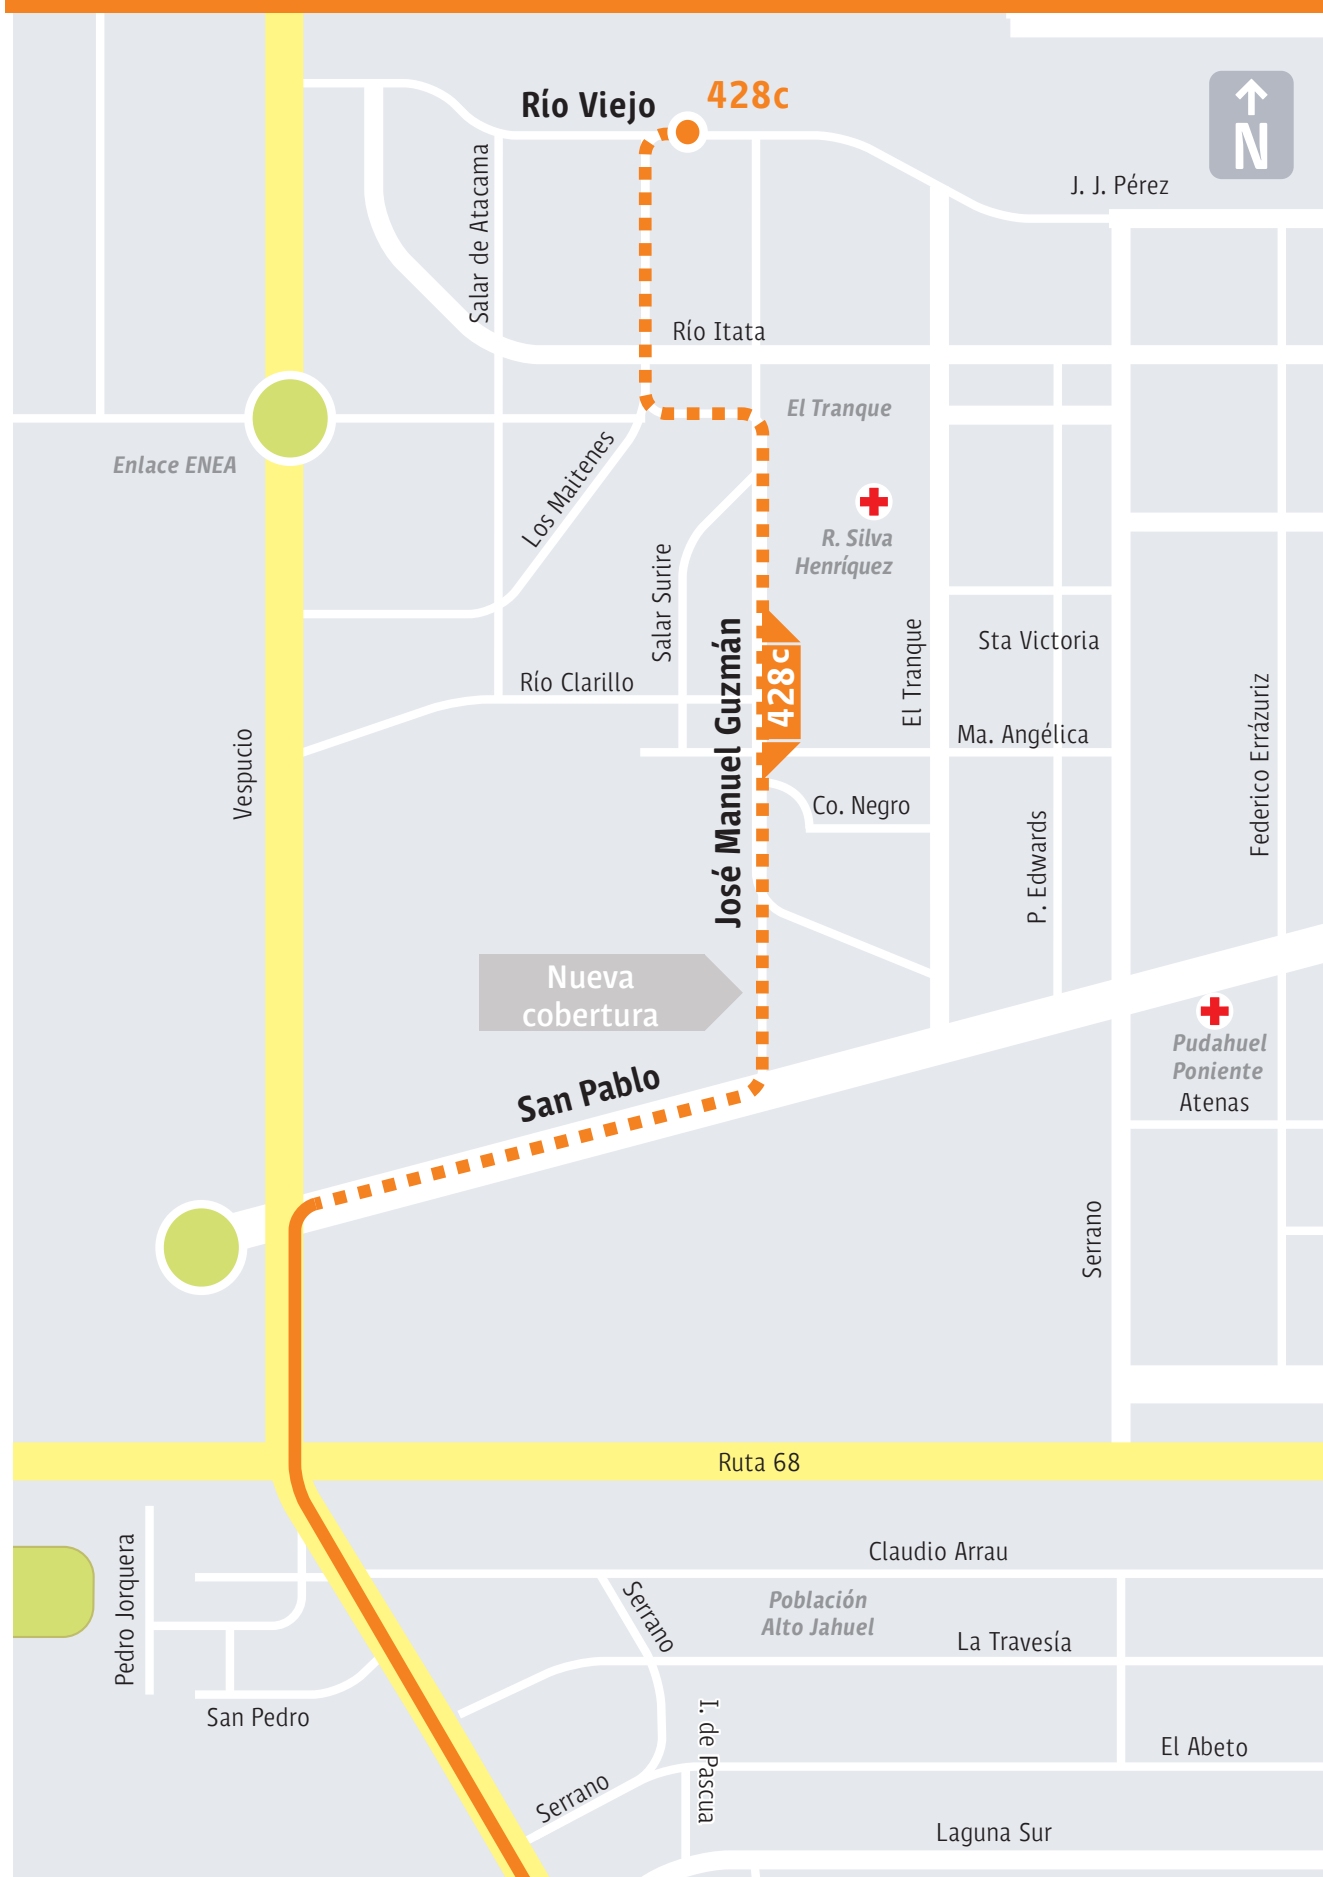 428c
Río Viejo
N
J. J. Pérez
Salar de Atacama
Río Itata
El Tranque
Enlace ENEA
Los Maitenes
R. Silva
Henríquez
Salar Surire
José Manuel Guzmán
428c
El Tranque
Sta Victoria
Río Clarillo
Federico Errázuriz
Vespucio
Ma. Angélica
Co. Negro
P. Edwards
Nueva
cobertura
San Pablo
Pudahuel
Poniente
Atenas
Serrano
Ruta 68
Pedro Jorquera
Claudio Arrau
Serrano
Población
Alto Jahuel
La Travesía
San Pedro
I. de Pascua
El Abeto
Serrano
Laguna Sur